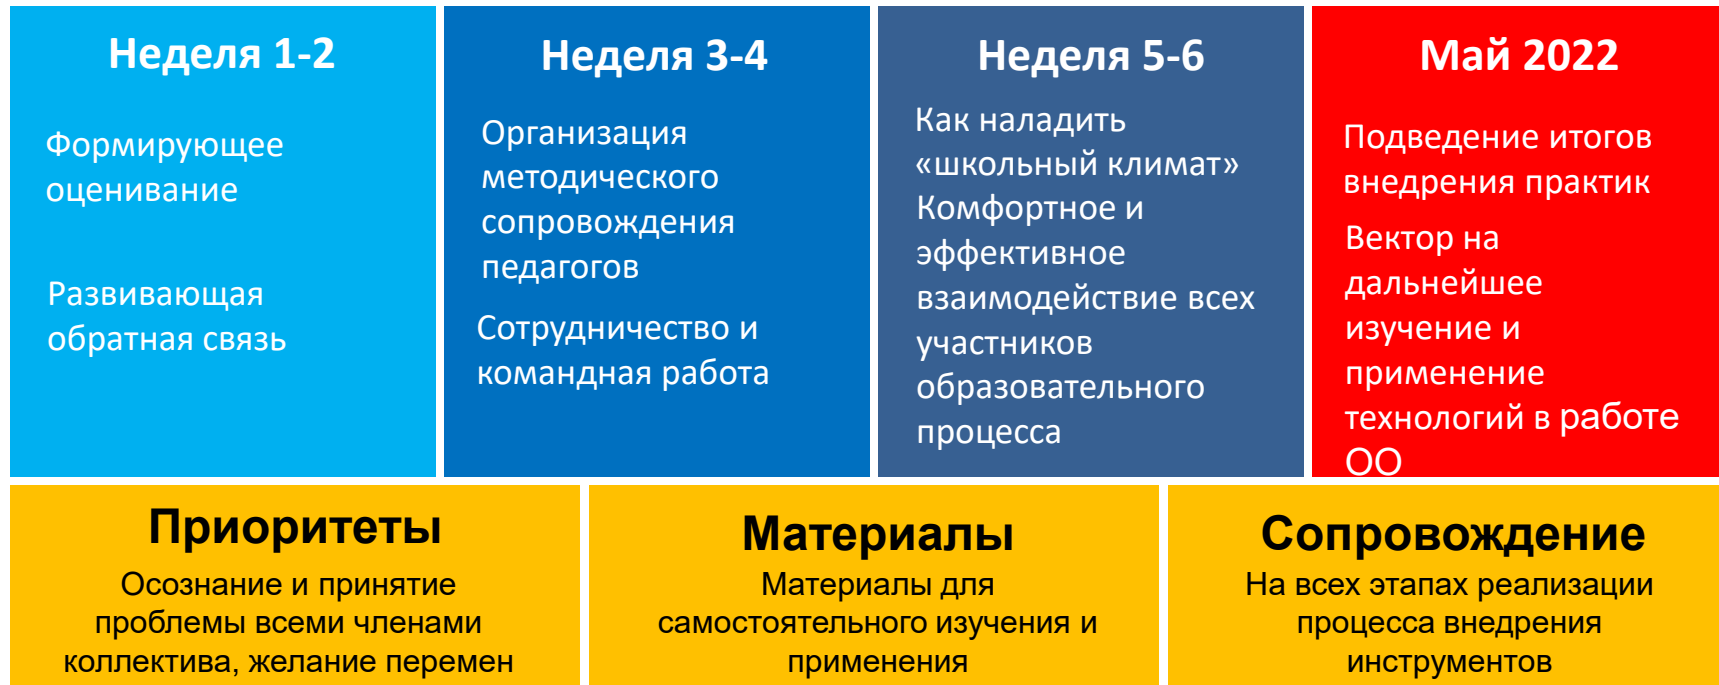 Неделя 1-2
Формирующее
оценивание
Развивающая
обратная связь
Неделя 3-4
Организация
методического
сопровождения
педагогов
Сотрудничество и
командная работа
Неделя 5-6
Как наладить
«школьный климат»
Комфортное и
эффективное
взаимодействие всех
участников
образовательного
процесса
Май 2022
Подведение итогов
внедрения практик
Вектор на
дальнейшее
изучение и
применение
технологий в работе
ОО
Приоритеты
Осознание и принятие
проблемы всеми членами
коллектива, желание перемен
Материалы
Материалы для
самостоятельного изучения и
применения
Сопровождение
На всех этапах реализации
процесса внедрения
инструментов